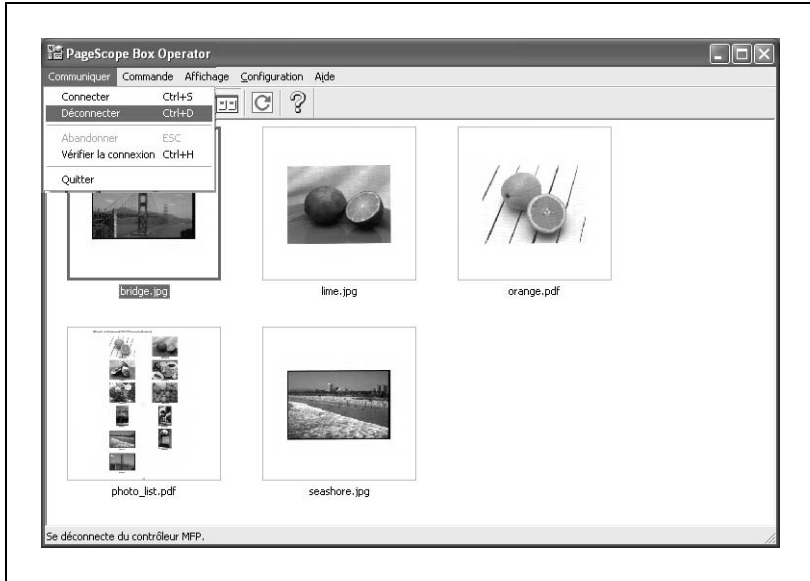 PageScope Box Operator
Communiquer Commande Affichage Configuration Aide
Connecter Ctrl+S
Déconnecter Ctrl+D
Abandonner ESC
Vérifier la connexion Ctrl+H
Quitter
bridge.jpg lime.jpg orange.pdf
photo_list.pdf seashore.jpg
Se déconnecte du contrôleur MFP.